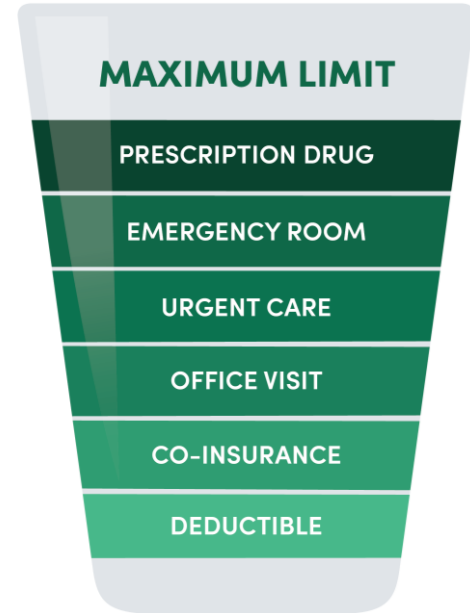 MAXIMUM LIMIT
PRESCRIPTION DRUG
EMERGENCY ROOM
URGENT CARE
OFFICE VISIT
CO-INSURANCE
DEDUCTIBLE